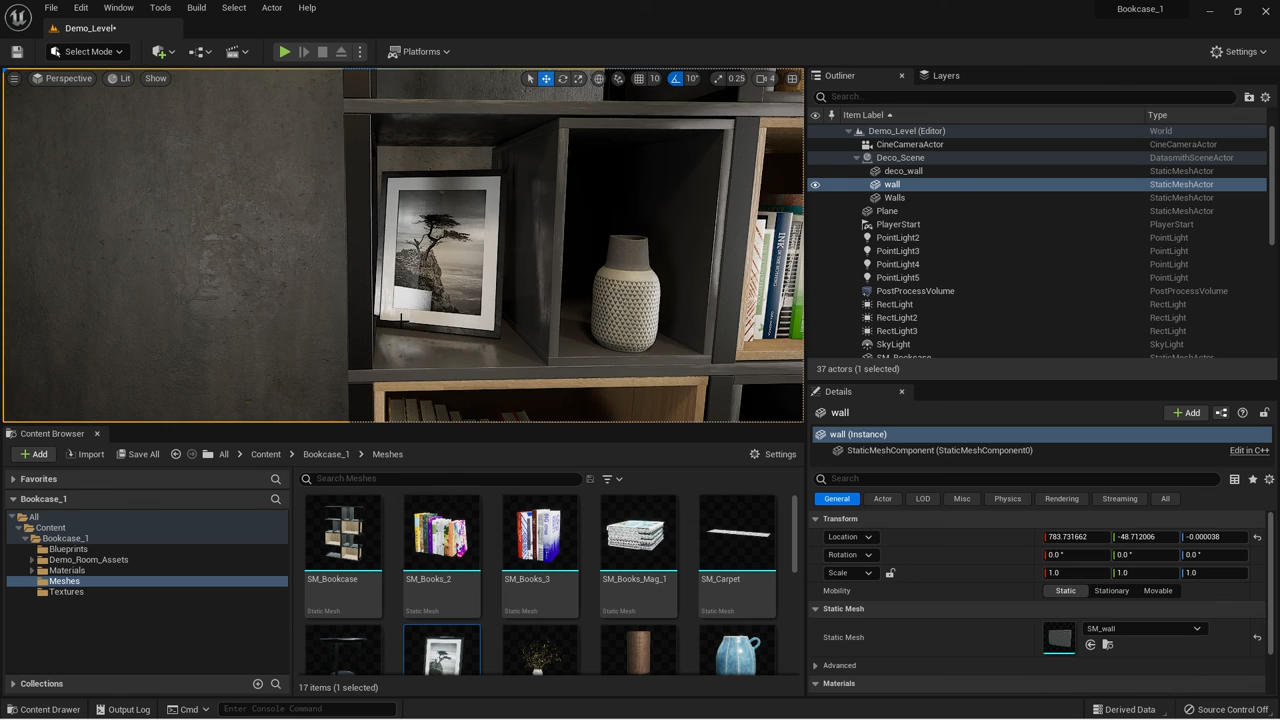 File Edit Window Tools Build Select Actor Help
Bookcase_1
Demo_Level*
Select Mode
Platforms
Settings
Perspective Lit Show
10 10° 0.25 4
Outliner Layers
Search...
Item Label Type
Demo_Level (Editor) World
CineCameraActor CineCameraActor
Deco_Scene DatasmithSceneActor
deco_wall StaticMeshActor
wall StaticMeshActor
Walls StaticMeshActor
Plane StaticMeshActor
PlayerStart PlayerStart
PointLight2 PointLight
PointLight3 PointLight
PointLight4 PointLight
PointLight5 PointLight
PostProcessVolume PostProcessVolume
RectLight RectLight
RectLight2 RectLight
RectLight3 RectLight
SkyLight SkyLight
SM_Bookcase StaticMeshActor
37 actors (1 selected)
Details
wall
Add
wall (Instance)
StaticMeshComponent (StaticMeshComponent0) Edit in C++
Search
General Actor LOD Misc Physics Rendering Streaming All
Transform
Location 783.731662 -48.712006 -0.000038
Rotation 0.0 ° 0.0 ° 0.0 °
Scale 1.0 1.0 1.0
Mobility Static Stationary Movable
Static Mesh
Static Mesh SM_wall
Advanced
Materials
Content Browser
Add Import Save All All Content Bookcase_1 Meshes Settings
Favorites
Bookcase_1
All
Content
Bookcase_1
Blueprints
Demo_Room_Assets
Materials
Meshes
Textures
Collections
Search Meshes
SM_Bookcase SM_Books_2 SM_Books_3 SM_Books_Mag_1 SM_Carpet
Static Mesh Static Mesh Static Mesh Static Mesh Static Mesh
17 items (1 selected)
Content Drawer Output Log Cmd Enter Console Command Derived Data Source Control Off